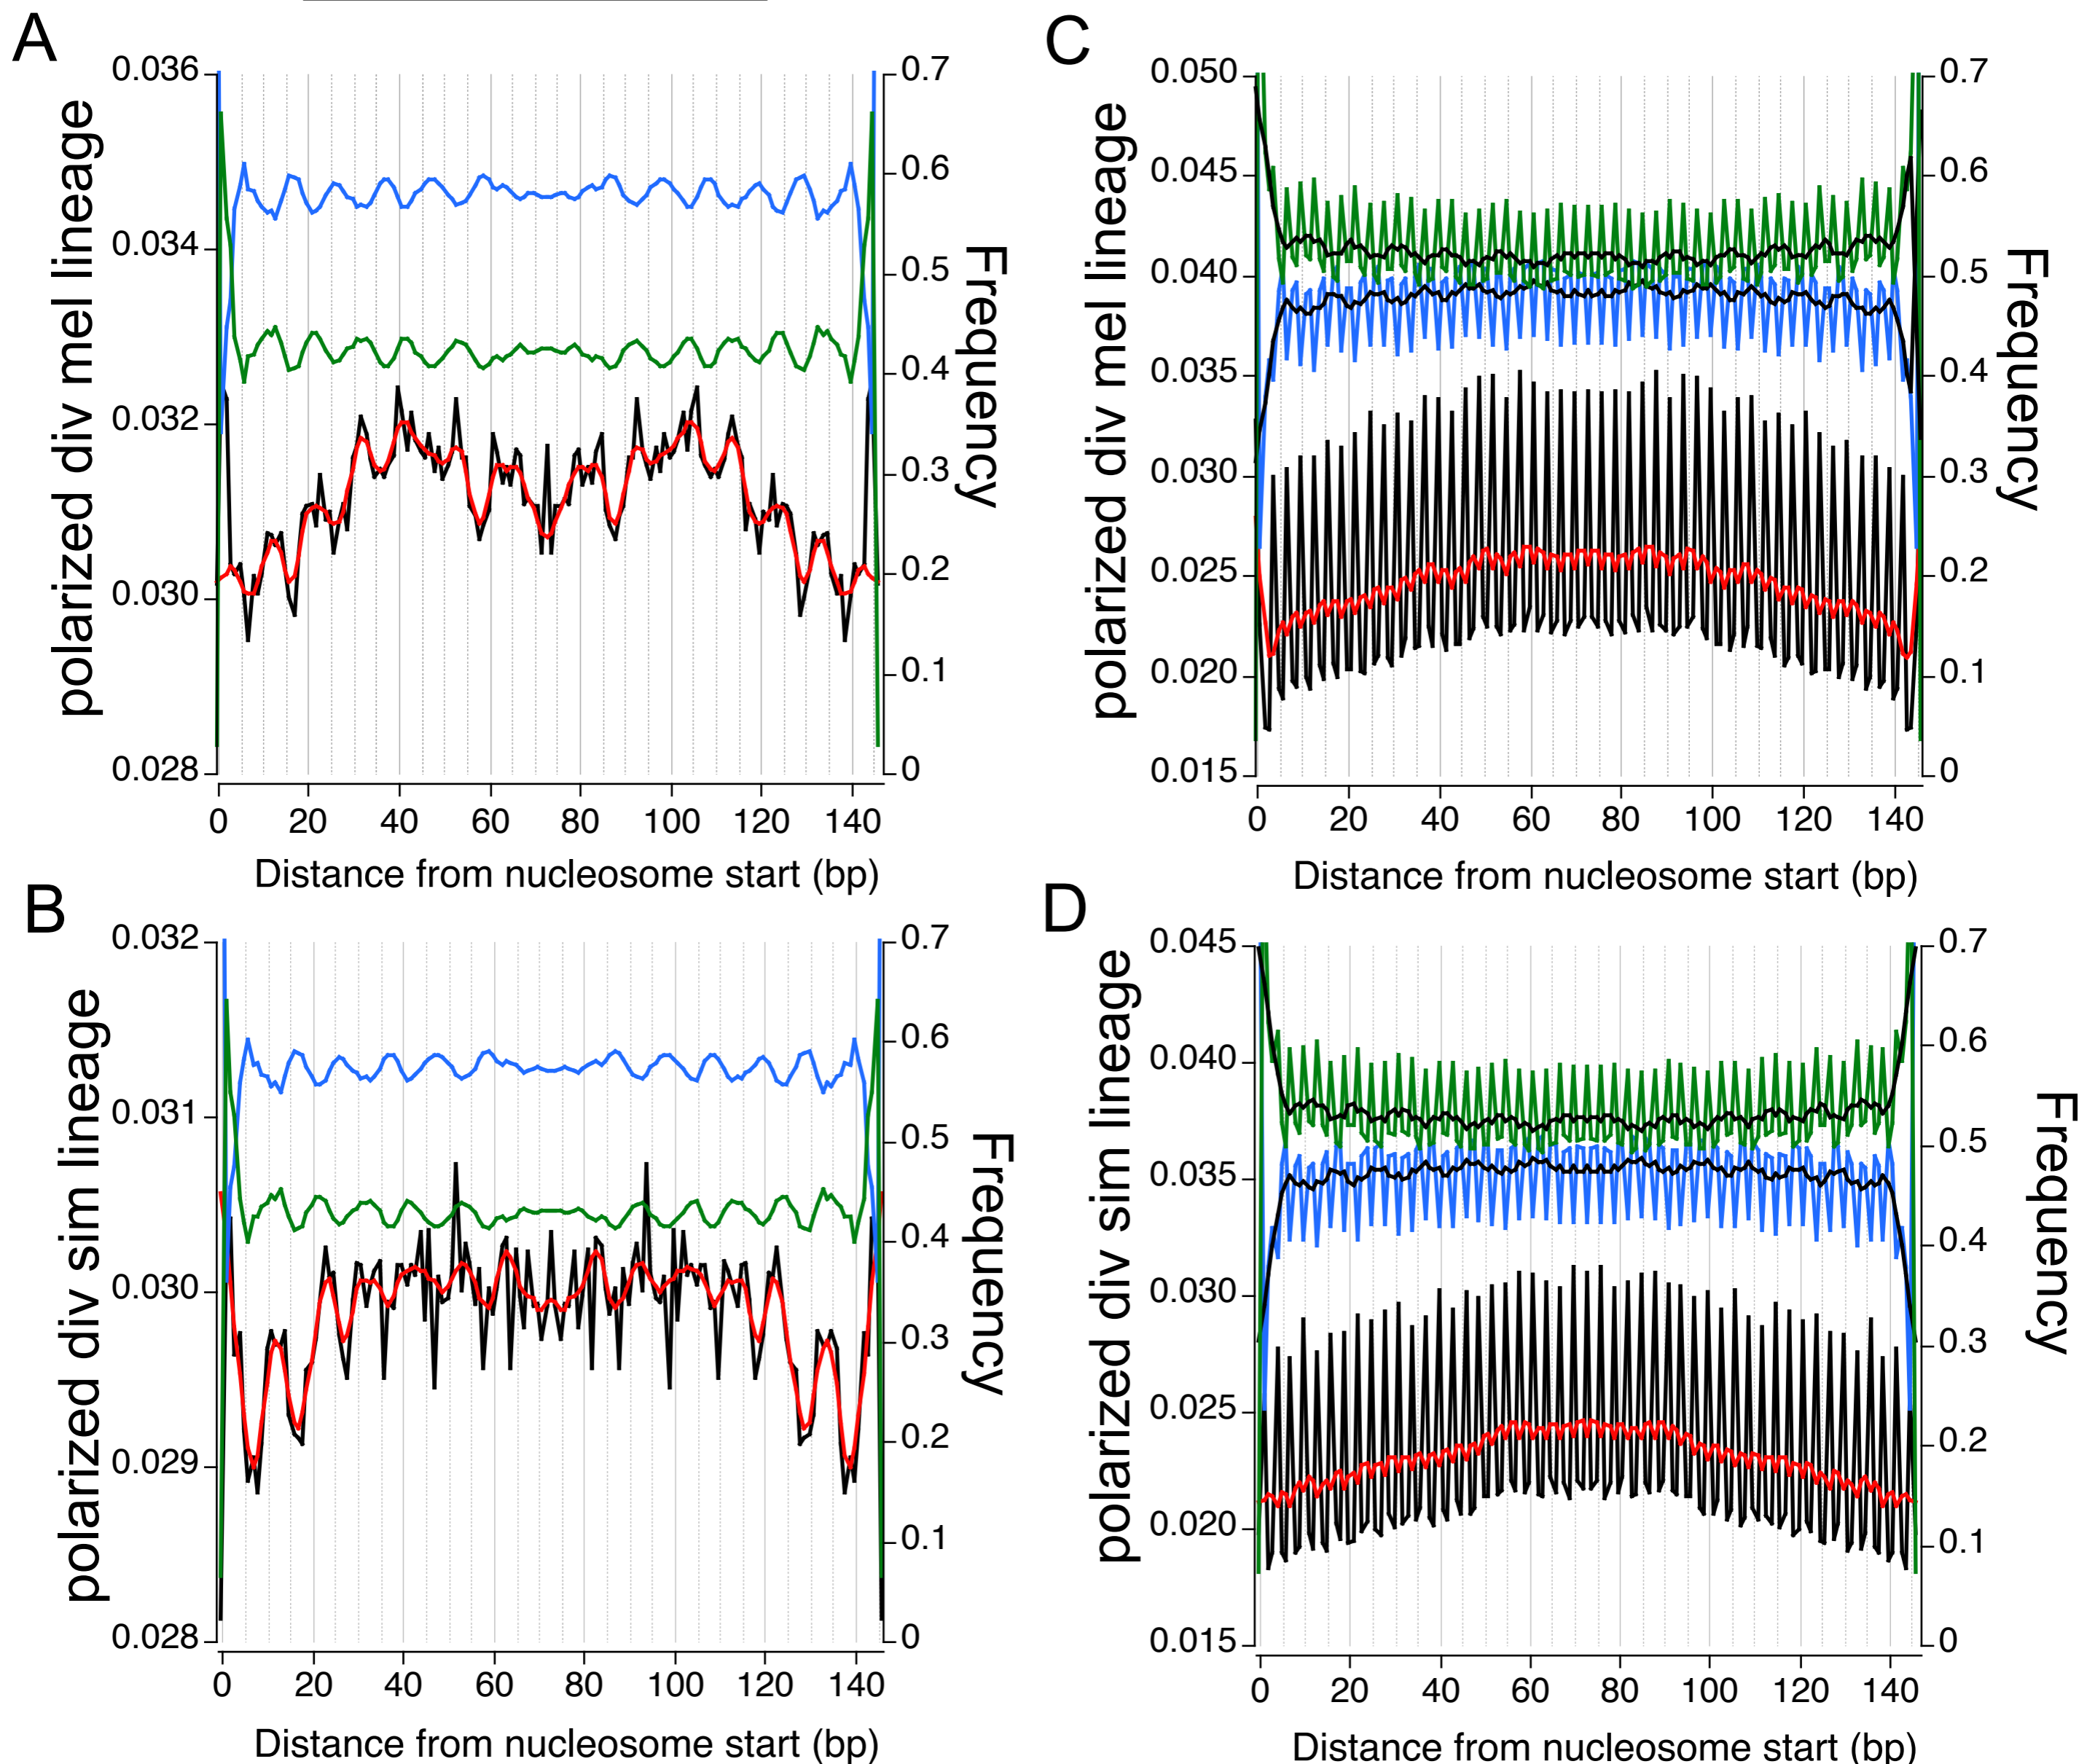 A
0.036
0.034
0.032
0.030
0.028
polarized div mel lineage
0.7
0.6
0.5
0.4
0.3
0.2
0.1
0
Frequency
0 20 40 60 80 100 120 140
Distance from nucleosome start (bp)
B
0.032
0.031
0.030
0.029
0.028
polarized div sim lineage
0.7
0.6
0.5
0.4
0.3
0.2
0.1
0
Frequency
0 20 40 60 80 100 120 140
Distance from nucleosome start (bp)
C
0.050
0.045
0.040
0.035
0.030
0.025
0.020
0.015
polarized div mel lineage
0.7
0.6
0.5
0.4
0.3
0.2
0.1
0
Frequency
0 20 40 60 80 100 120 140
Distance from nucleosome start (bp)
D
0.045
0.040
0.035
0.030
0.025
0.020
0.015
polarized div sim lineage
0.7
0.6
0.5
0.4
0.3
0.2
0.1
0
Frequency
0 20 40 60 80 100 120 140
Distance from nucleosome start (bp)